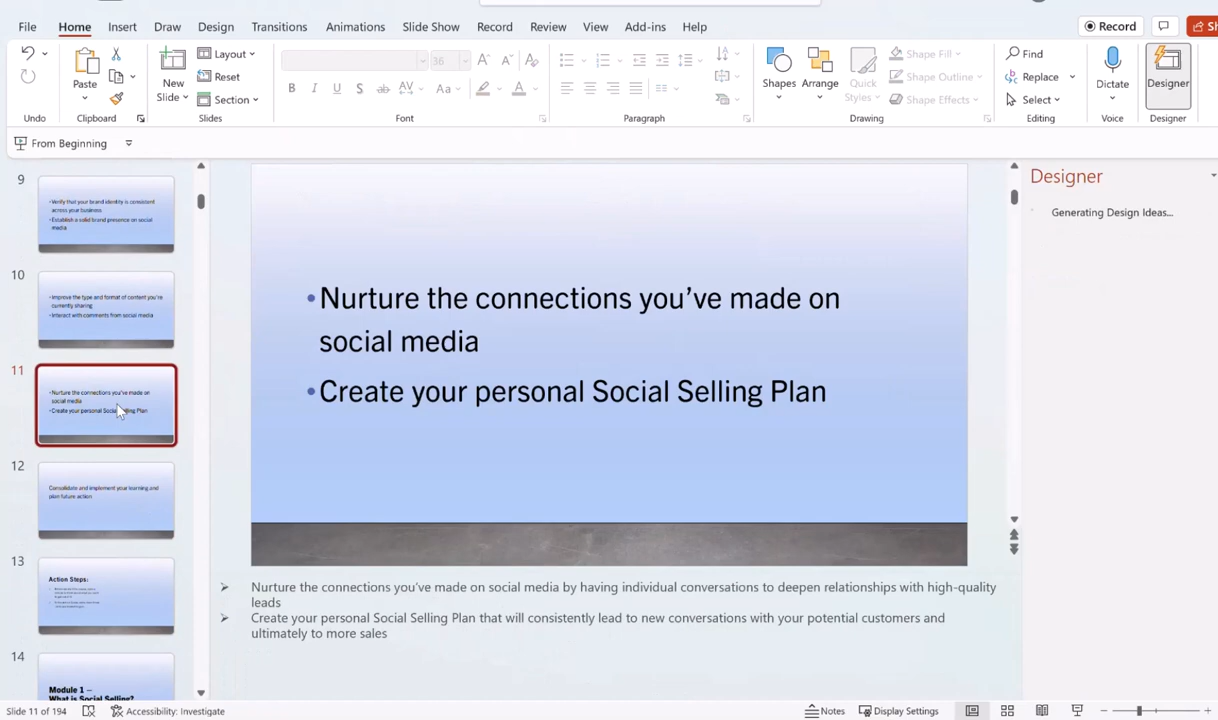 File Home Insert Draw Design Transitions Animations Slide Show Record Review View Add-ins Help Record Sh
Paste New Slide Layout Reset Section 36 Aa A Shapes Arrange Quick Styles Shape Fill Shape Outline Shape Effects Find Replace Select Dictate Designer
Undo Clipboard Slides Font Paragraph Drawing Editing Voice Designer
From Beginning
9
•Verify that your brand identity is consistent
across your business
•Establish a solid brand presence on social
media
10
•Improve the type and format of content you're
currently sharing
•Interact with comments from social media
11
•Nurture the connections you've made on
social media
•Create your personal Social Selling Plan
12
Consolidate and implement your learning and
plan future action
13
Action Steps:
14
Module 1 –
What is Social Selling?
•Nurture the connections you've made on
social media
•Create your personal Social Selling Plan
Nurture the connections you've made on social media by having individual conversations to deepen relationships with high-quality
leads
Create your personal Social Selling Plan that will consistently lead to new conversations with your potential customers and
ultimately to more sales
Designer
Generating Design Ideas...
Slide 11 of 194 Accessibility: Investigate Notes Display Settings